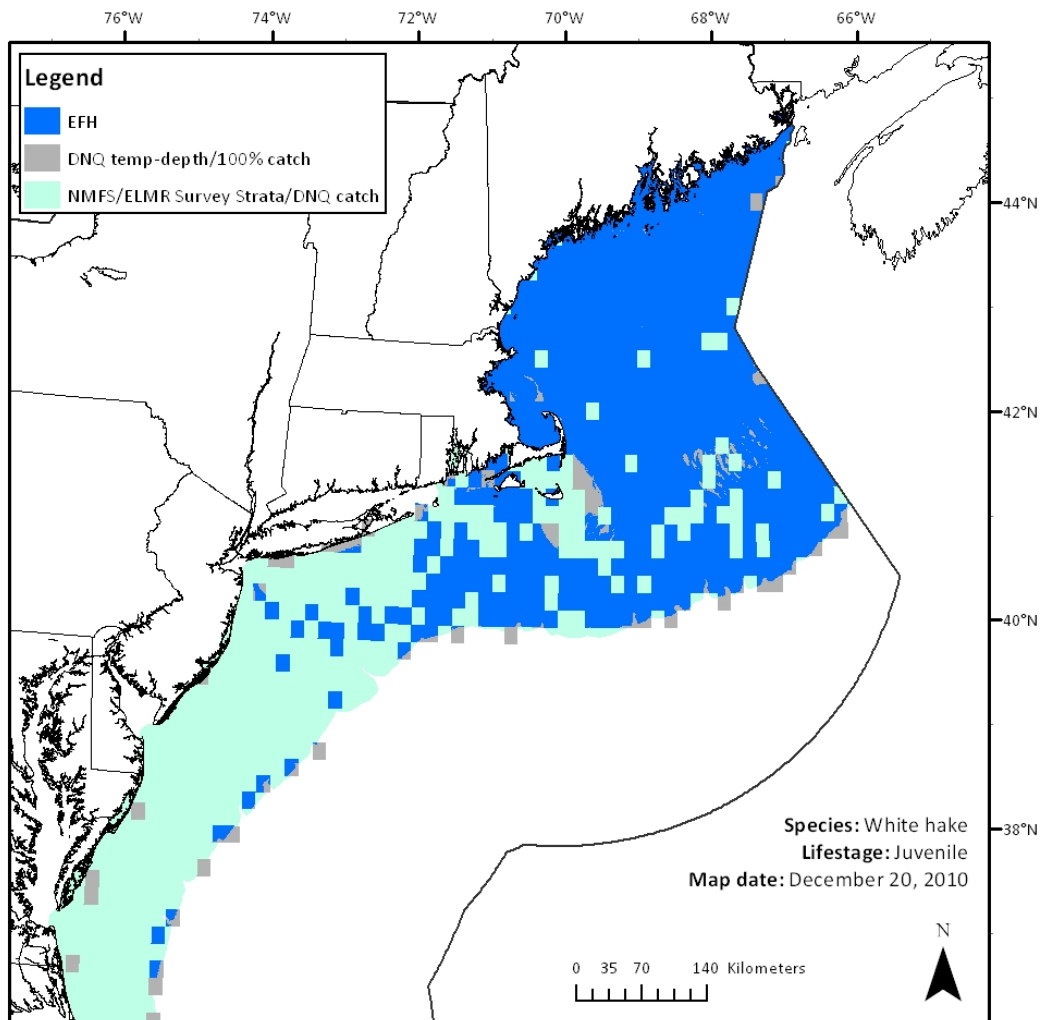 76°W 74°W 72°W 70°W 68°W 66°W
Legend
EFH
DNQ temp-depth/100% catch
NMFS/ELMR Survey Strata/DNQ catch
44°N
42°N
40°N
38°N
Species: White hake
Lifestage: Juvenile
Map date: December 20, 2010
N
0 35 70 140 Kilometers